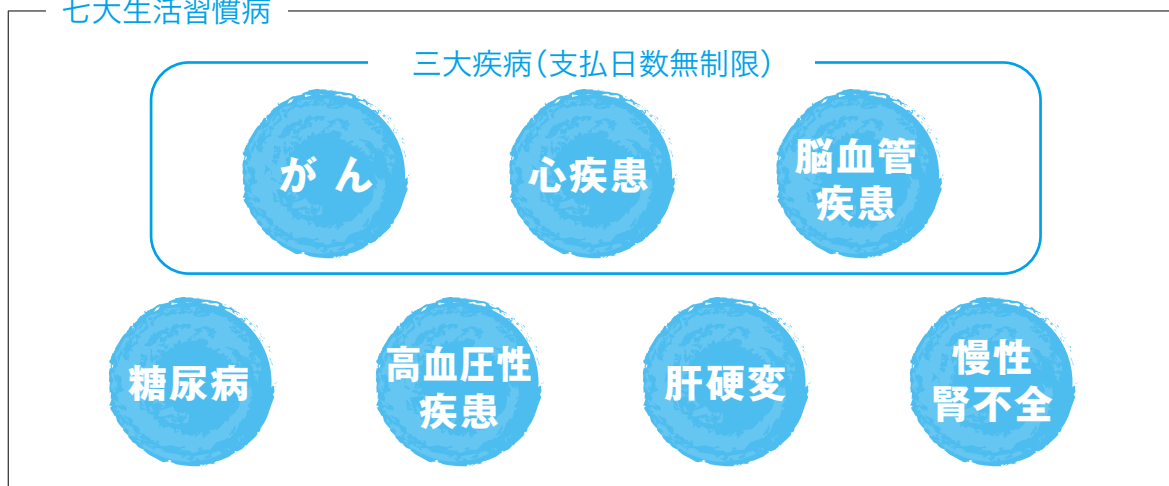 七大生活習慣病
三大疾病(支払日数無制限)
がん
心疾患
脳血管
疾患
糖尿病
高血圧性
疾患
肝硬変
慢性
腎不全